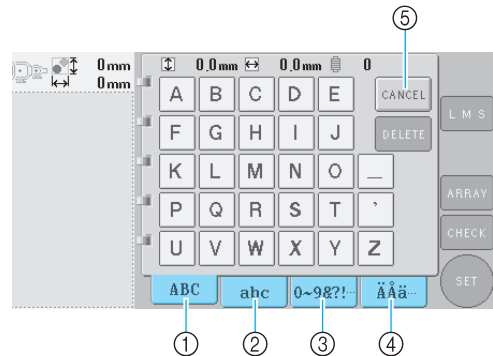 ⑤
0mm
0mm
0.0mm 0.0mm 0
A B C D E CANCEL
L M S
F G H I J DELETE
K L M N O _
ARRAY
P Q R S T '
CHECK
U V W X Y Z
SET
ABC abc 0~9&?!··· ÄÅä···
① ② ③ ④